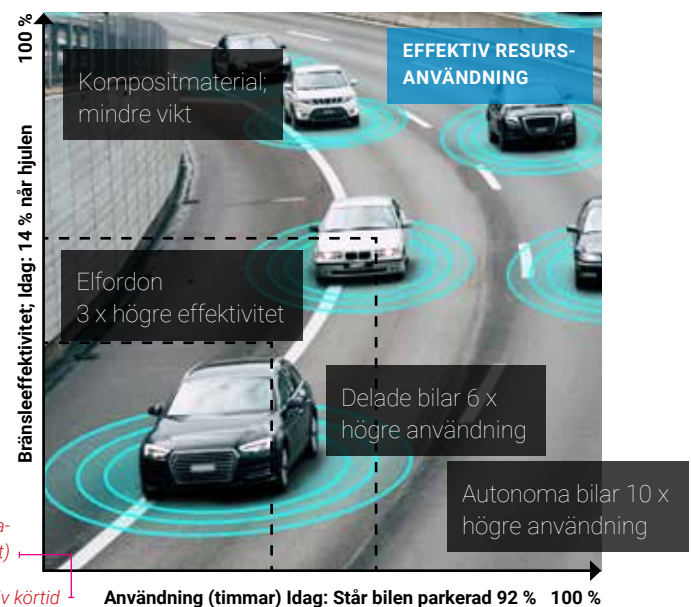 100 %
EFFEKTIV RESURS-
ANVÄNDNING
Kompositmaterial;
mindre vikt
Bränsleeffektivitet; Idag: 14 % når hjulen
Elfordon
3 x högre effektivitet
Delade bilar 6 x
högre användning
Autonoma bilar 10 x
högre användning
körtid
Användning (timmar) Idag: Står bilen parkerad 92 % 100 %